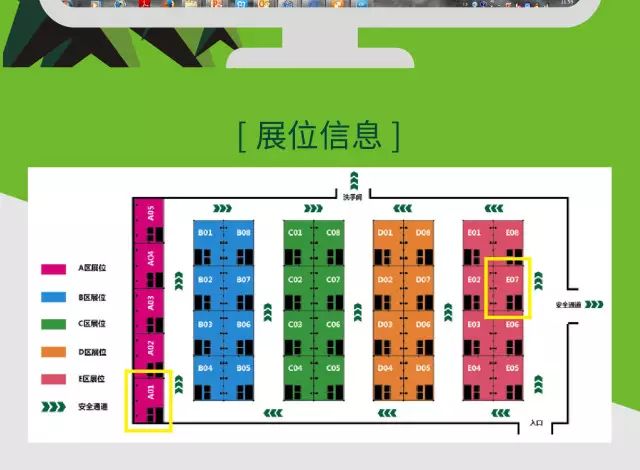 11:55
[ 展位信息 ]
洗手间
A05
A04
A03
A02
A01
B01 B08
B02 B07
B03 B06
B04 B05
C01 C08
C02 C07
C03 C06
C04 C05
D01 D08
D02 D07
D03 D06
D04 D05
E01 E08
E02 E07
E03 E06
E04 E05
A区展位
B区展位
C区展位
D区展位
E区展位
安全通道
安全通道
入口